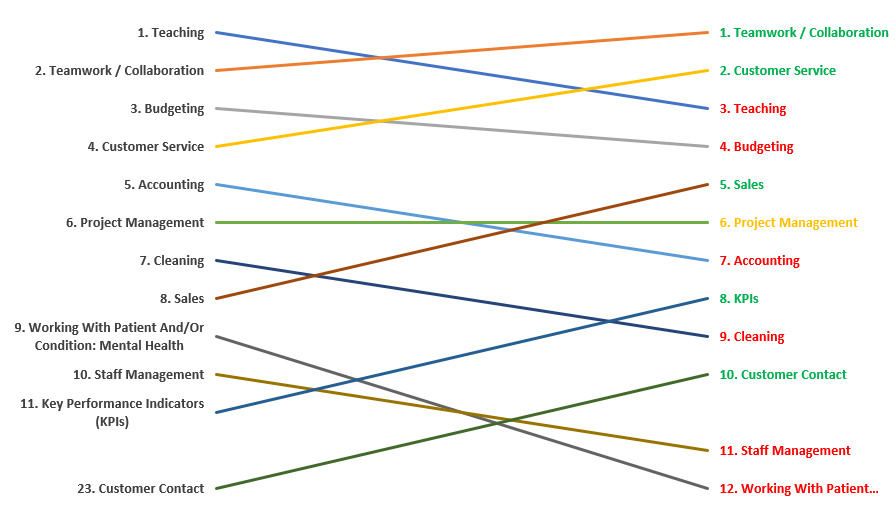 1. Teaching
2. Teamwork / Collaboration
3. Budgeting
4. Customer Service
5. Accounting
6. Project Management
7. Cleaning
8. Sales
9. Working With Patient And/Or
Condition: Mental Health
10. Staff Management
11. Key Performance Indicators
(KPIs)
23. Customer Contact
1. Teamwork / Collaboration
2. Customer Service
3. Teaching
4. Budgeting
5. Sales
6. Project Management
7. Accounting
8. KPIs
9. Cleaning
10. Customer Contact
11. Staff Management
12. Working With Patient...